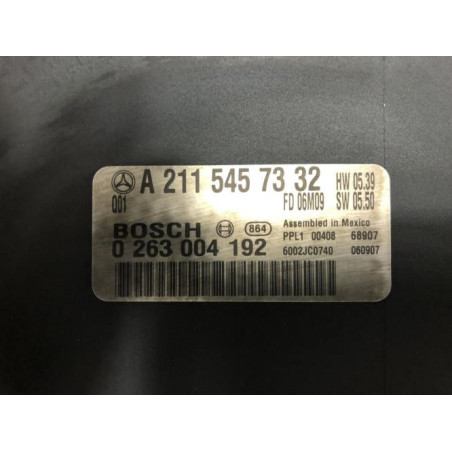 A 211 545 73 32 HW 05.39
Q01 FD 06M09 SW 05.50
BOSCH 864 Assembled in Mexico
0 263 004 192 PPL1 00408 68907
6002JC0740 060907